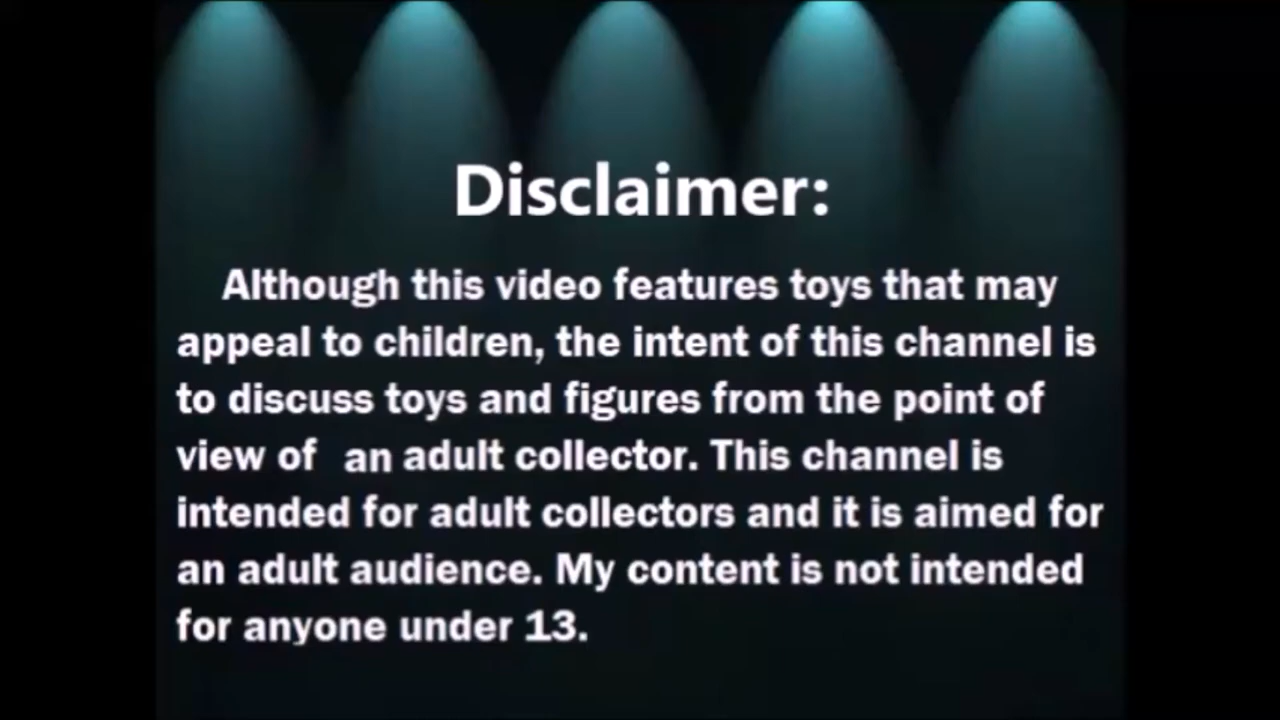 Disclaimer:
Although this video features toys that may
appeal to children, the intent of this channel is
to discuss toys and figures from the point of
view of an adult collector. This channel is
intended for adult collectors and it is aimed for
an adult audience. My content is not intended
for anyone under 13.